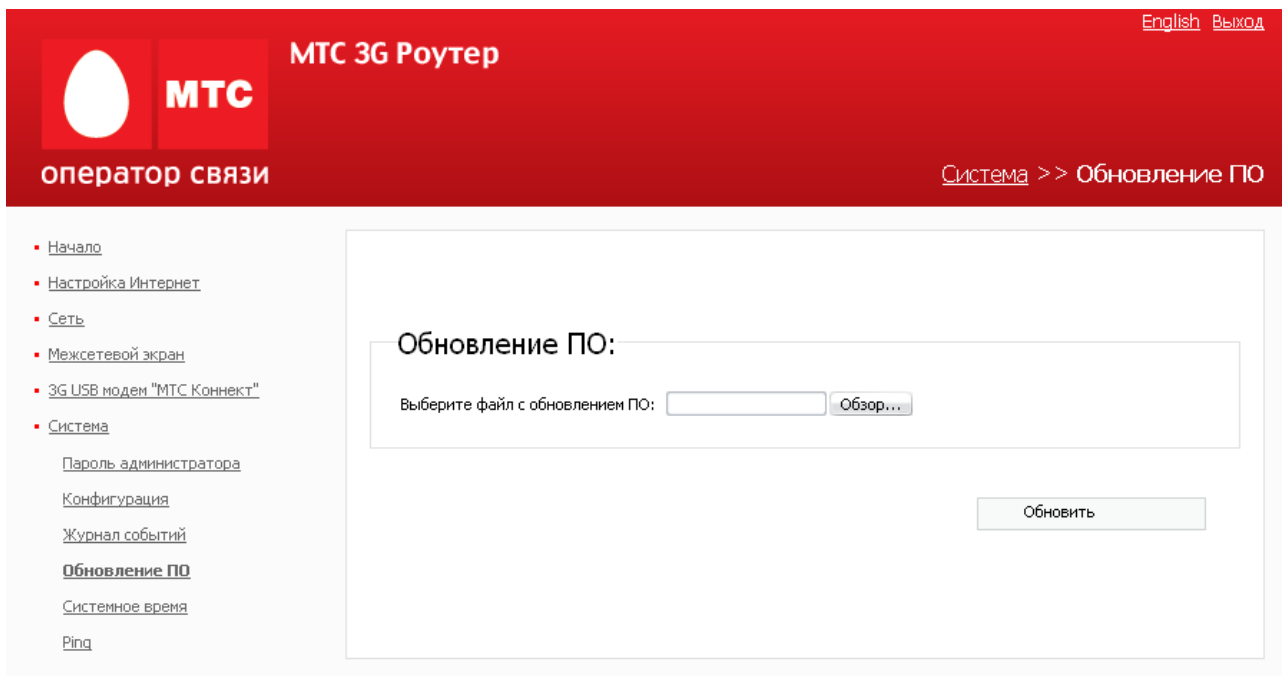 English Выход
МТС 3G Роутер
МТС
оператор связи
Система >> Обновление ПО
Начало
Настройка Интернет
Сеть
Межсетевой экран
3G USB модем "МТС Коннект"
Система
Пароль администратора
Конфигурация
Журнал событий
Обновление ПО
Системное время
Ping
Обновление ПО:
Выберите файл с обновлением ПО: Обзор...
Обновить